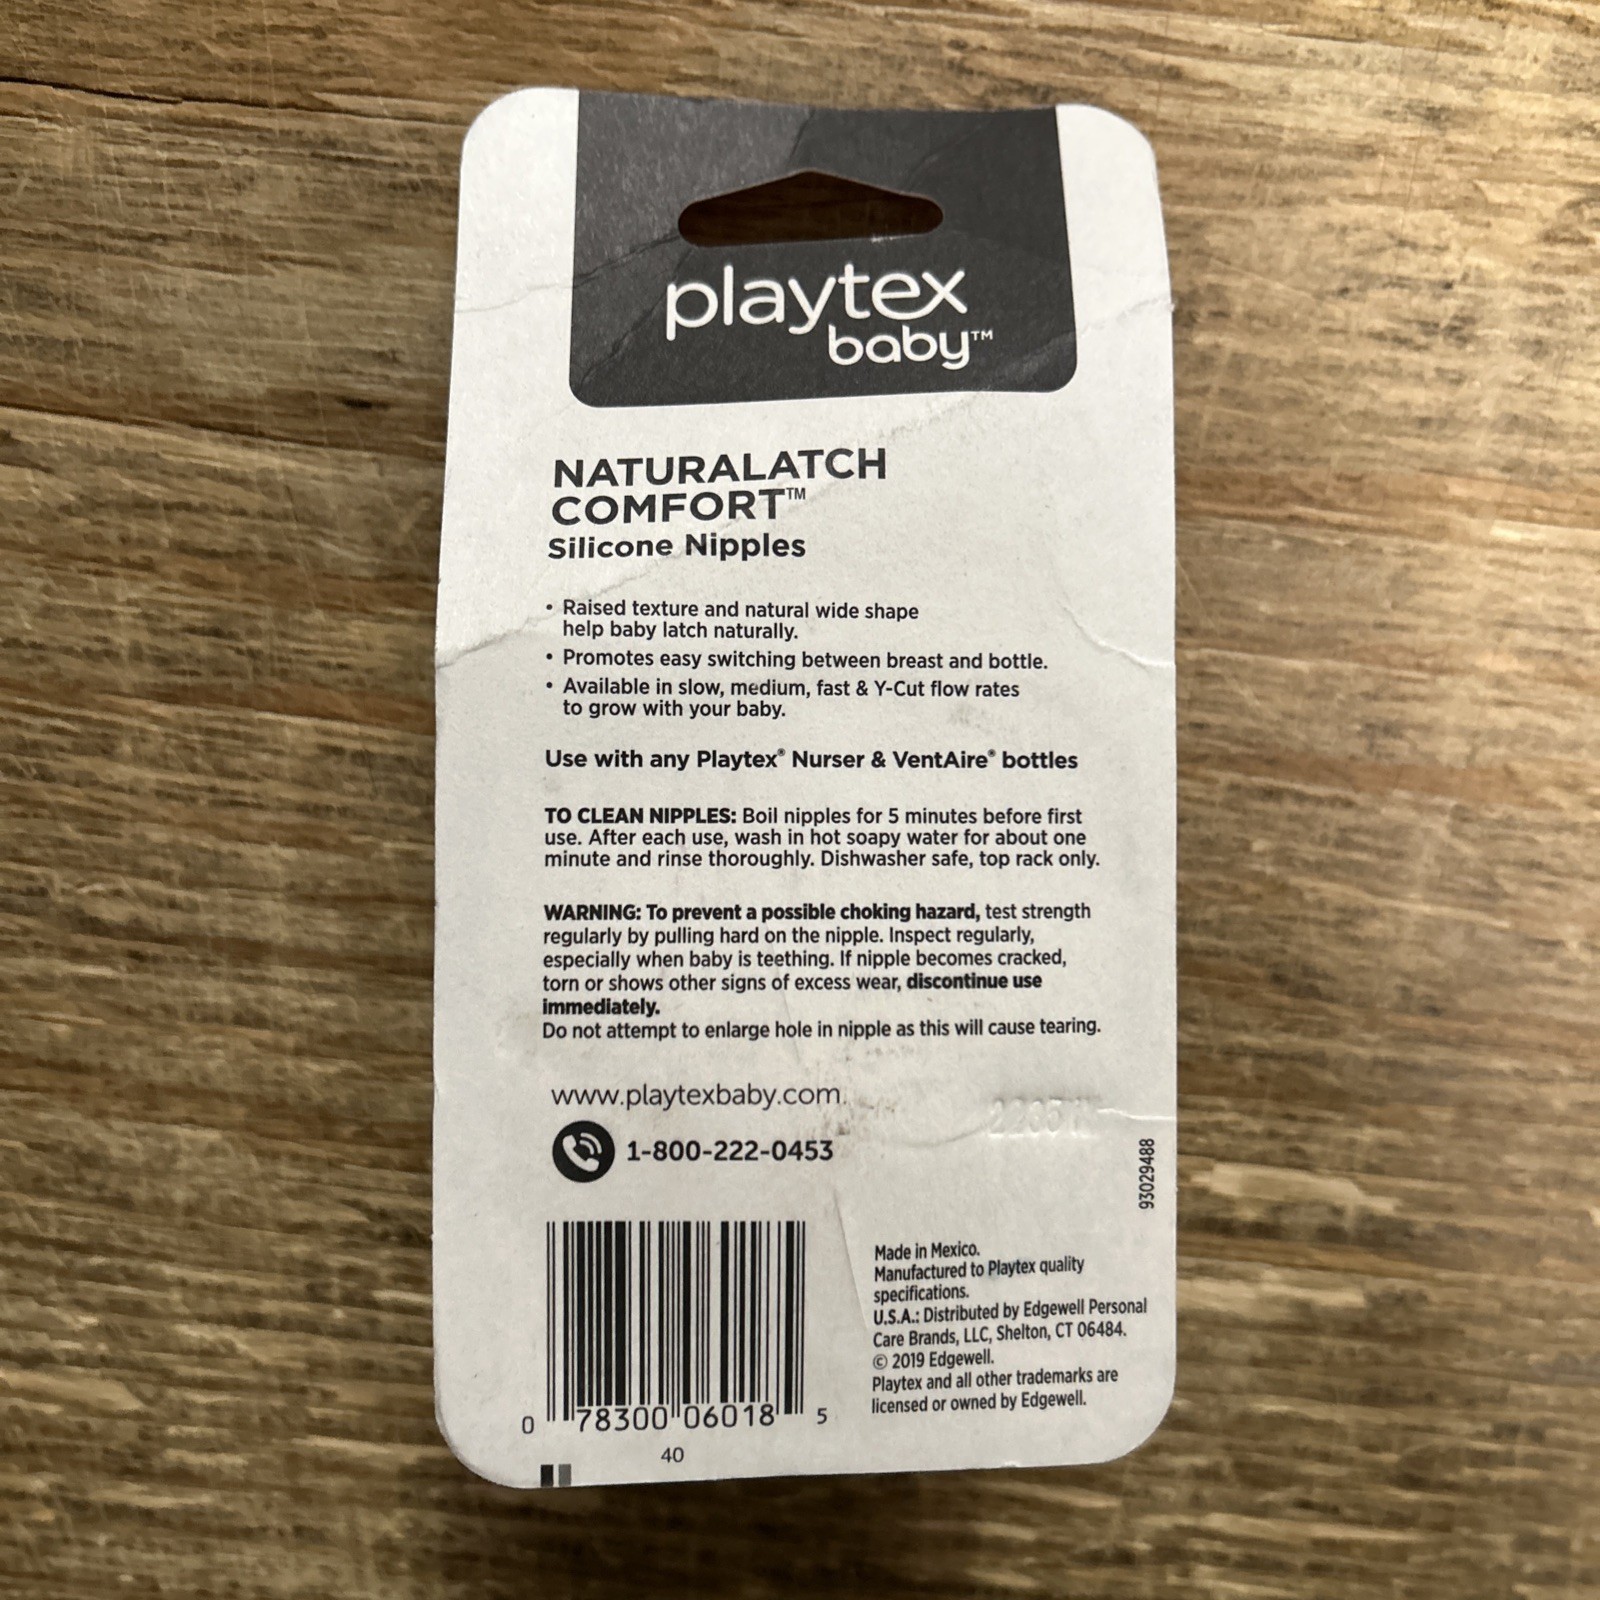 playtex
baby™
NATURALATCH
COMFORT™
Silicone Nipples
• Raised texture and natural wide shape
help baby latch naturally.
• Promotes easy switching between breast and bottle.
• Available in slow, medium, fast & Y-Cut flow rates
to grow with your baby.
Use with any Playtex® Nurser & VentAire® bottles
TO CLEAN NIPPLES: Boil nipples for 5 minutes before first
use. After each use, wash in hot soapy water for about one
minute and rinse thoroughly. Dishwasher safe, top rack only.
WARNING: To prevent a possible choking hazard, test strength
regularly by pulling hard on the nipple. Inspect regularly,
especially when baby is teething. If nipple becomes cracked,
torn or shows other signs of excess wear, discontinue use
immediately.
Do not attempt to enlarge hole in nipple as this will cause tearing.
www.playtexbaby.com
1-800-222-0453
93029488
Made in Mexico.
Manufactured to Playtex quality
specifications.
U.S.A.: Distributed by Edgewell Personal
Care Brands, LLC, Shelton, CT 06484.
© 2019 Edgewell.
Playtex and all other trademarks are
licensed or owned by Edgewell.
0 78300 06018 5
40